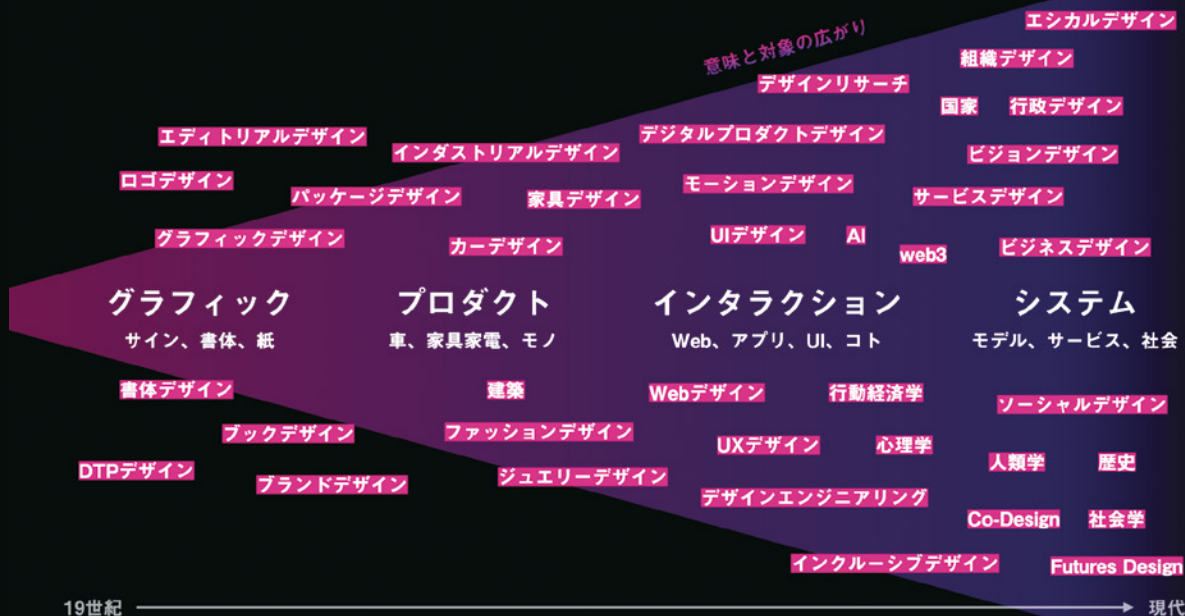 エシカルデザイン
意味と対象の広がり
組織デザイン
デザインリサーチ
国家
行政デザイン
エディトリアルデザイン
デジタルプロダクトデザイン
インダストリアルデザイン
ビジョンデザイン
ロゴデザイン
モーションデザイン
パッケージデザイン
家具デザイン
サービスデザイン
グラフィックデザイン
カーデザイン
UIデザイン
AI
web3
ビジネスデザイン
グラフィック
サイン、書体、紙
プロダクト
車、家具家電、モノ
インタラクション
Web、アプリ、UI、コト
システム
モデル、サービス、社会
書体デザイン
建築
Webデザイン
行動経済学
ソーシャルデザイン
ブックデザイン
ファッションデザイン
UXデザイン
心理学
人類学
歴史
DTPデザイン
ブランドデザイン
ジュエリーデザイン
デザインエンジニアリング
Co-Design
社会学
インクルーシブデザイン
Futures Design
19世紀
現代